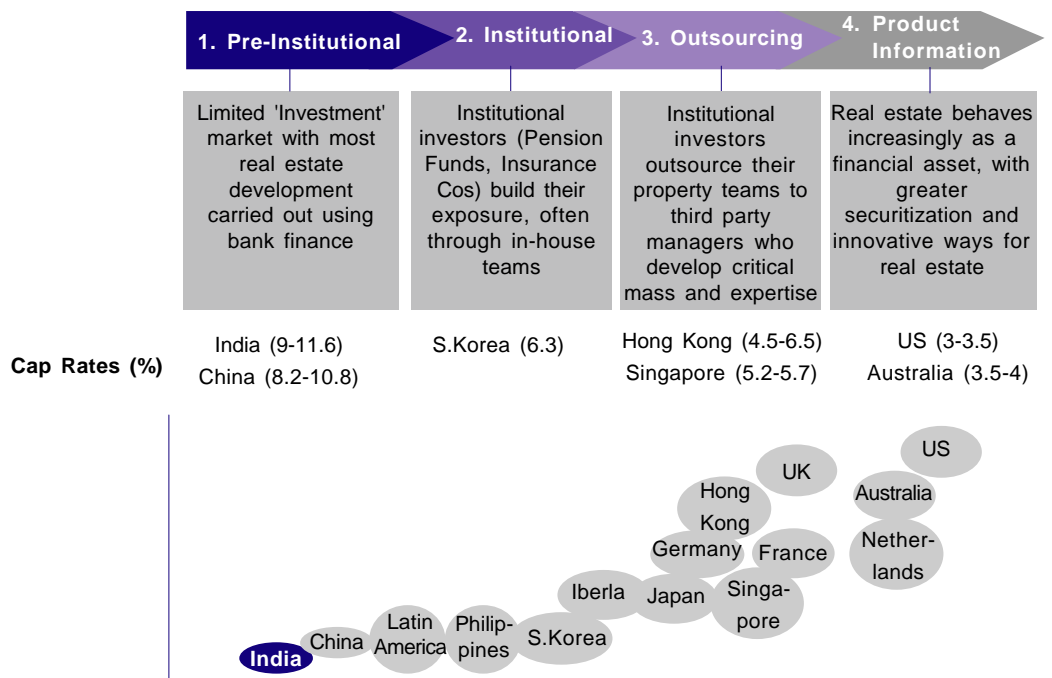 1. Pre-Institutional
2. Institutional
3. Outsourcing
4. Product
Information
Limited 'Investment'
market with most
real estate
development
carried out using
bank finance
Institutional
investors (Pension
Funds, Insurance
Cos) build their
exposure, often
through in-house
teams
Institutional
investors
outsource their
property teams to
third party
managers who
develop critical
mass and expertise
Real estate behaves
increasingly as a
financial asset, with
greater
securitization and
innovative ways for
real estate
Cap Rates (%)
India (9-11.6)
China (8.2-10.8)
S.Korea (6.3)
Hong Kong (4.5-6.5)
Singapore (5.2-5.7)
US (3-3.5)
Australia (3.5-4)
India
China
Latin
America
Philip-
pines
S.Korea
Iberla
Japan
Germany
Hong
Kong
Singa-
pore
France
UK
Nether-
lands
Australia
US